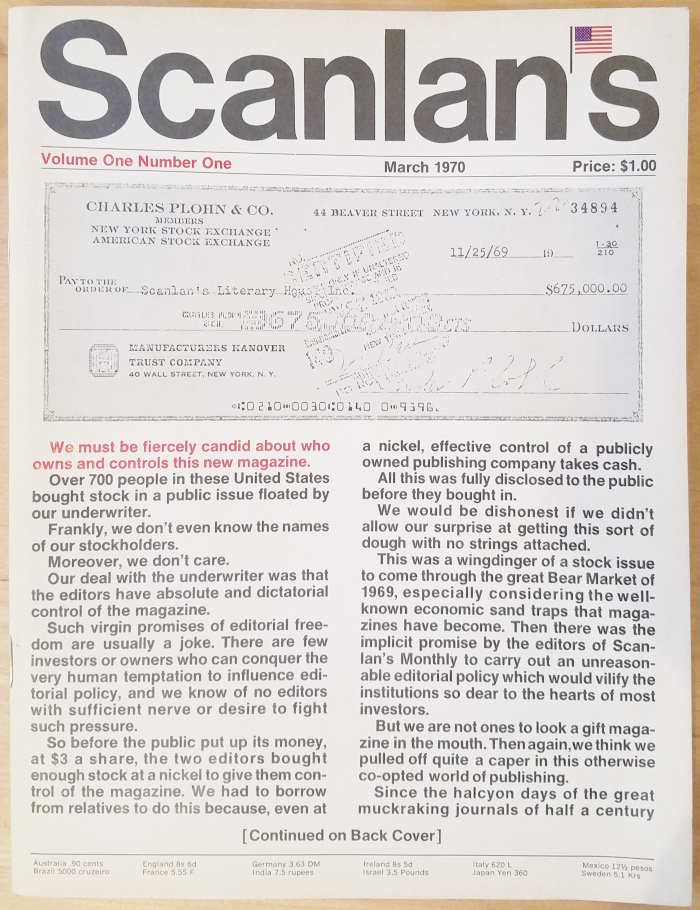 Scanlan's
Volume One Number One
March 1970
Price: $1.00
CHARLES PLOHN & CO.
MEMBERS
NEW YORK STOCK EXCHANGE
AMERICAN STOCK EXCHANGE
44 BEAVER STREET NEW YORK, N. Y.
34894
11/25/69 19
1-30
210
PAY TO THE
ORDER OF Scanlan's Literary House Inc. $675,000.00
CERTIFIED
DOLLARS
MANUFACTURERS HANOVER
TRUST COMPANY
40 WALL STREET, NEW YORK, N. Y.
We must be fiercely candid about who
owns and controls this new magazine.
Over 700 people in these United States
bought stock in a public issue floated by
our underwriter.
Frankly, we don't even know the names
of our stockholders.
Moreover, we don't care.
Our deal with the underwriter was that
the editors have absolute and dictatorial
control of the magazine.
Such virgin promises of editorial free-
dom are usually a joke. There are few
investors or owners who can conquer the
very human temptation to influence edi-
torial policy, and we know of no editors
with sufficient nerve or desire to fight
such pressure.
So before the public put up its money,
at $3 a share, the two editors bought
enough stock at a nickel to give them con-
trol of the magazine. We had to borrow
from relatives to do this because, even at
a nickel, effective control of a publicly
owned publishing company takes cash.
All this was fully disclosed to the public
before they bought in.
We would be dishonest if we didn't
allow our surprise at getting this sort of
dough with no strings attached.
This was a wingdinger of a stock issue
to come through the great Bear Market of
1969, especially considering the well-
known economic sand traps that maga-
zines have become. Then there was the
implicit promise by the editors of Scan-
lan's Monthly to carry out an unreason-
able editorial policy which would vilify the
institutions so dear to the hearts of most
investors.
But we are not ones to look a gift maga-
zine in the mouth. Then again, we think we
pulled off quite a caper in this otherwise
co-opted world of publishing.
Since the halcyon days of the great
muckraking journals of half a century
[Continued on Back Cover]
Australia .90 cents
Brazil 5000 cruzeiro
England 8s 6d
France 5.55 F
Germany 3.63 DM
India 7.5 rupees
Ireland 8s 5d
Israel 3.5 Pounds
Italy 620 L
Japan Yen 360
Mexico 12½ pesos
Sweden 5.1 Krs